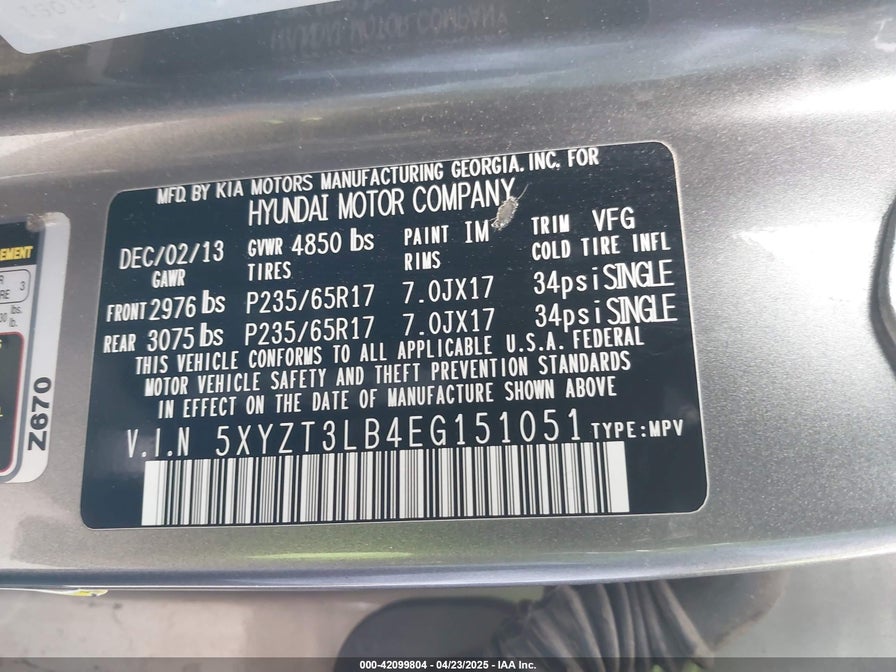 MFD. BY KIA MOTORS MANUFACTURING GEORGIA. INC. FOR
HYUNDAI MOTOR COMPANY
DEC/02/13 GVWR 4850 lbs PAINT IM TRIM VFG
GAWR TIRES RIMS COLD TIRE INFL
FRONT 2976 lbs P235/65R17 7.0JX17 34psi SINGLE
REAR 3075 lbs P235/65R17 7.0JX17 34psi SINGLE
THIS VEHICLE CONFORMS TO ALL APPLICABLE U.S.A. FEDERAL
MOTOR VEHICLE SAFETY AND THEFT PREVENTION STANDARDS
IN EFFECT ON THE DATE OF MANUFACTURE SHOWN ABOVE
V.I.N 5XYZT3LB4EG151051 TYPE:MPV
Z670
000-42099804 - 04/23/2025 - IAA Inc.